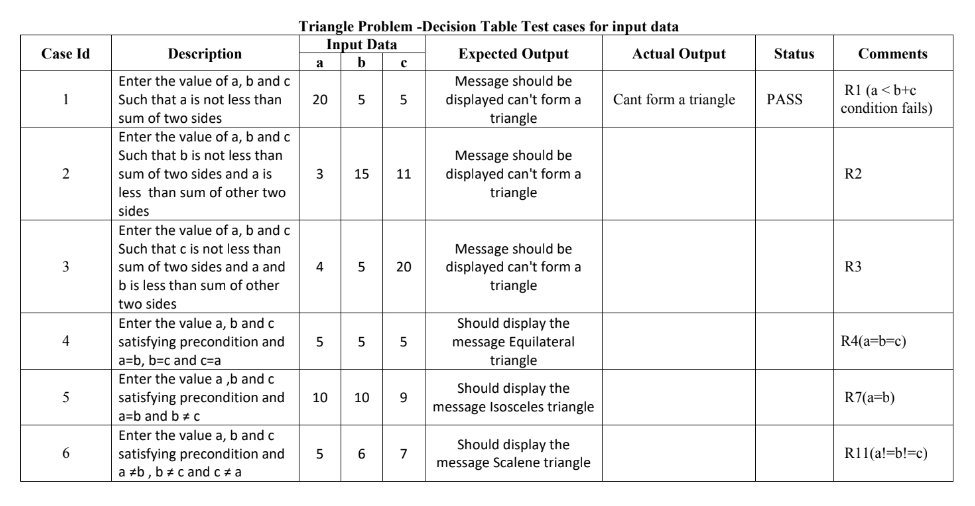 Triangle Problem -Decision Table Test cases for input data
Case Id Description Input Data Expected Output Actual Output Status Comments
a b c
Enter the value of a, b and c
Such that a is not less than
sum of two sides
1
20 5 5
Message should be
displayed can't form a
triangle
Cant form a triangle
PASS
R1 (a < b+c
condition fails)
Enter the value of a, b and c
Such that b is not less than
sum of two sides and a is
less than sum of other two
sides
2
3 15 11
Message should be
displayed can't form a
triangle
R2
Enter the value of a, b and c
Such that c is not less than
sum of two sides and a and
b is less than sum of other
two sides
3
4 5 20
Message should be
displayed can't form a
triangle
R3
Enter the value a, b and c
satisfying precondition and
a=b, b=c and c=a
4
5 5 5
Should display the
message Equilateral
triangle
R4(a=b=c)
Enter the value a ,b and c
satisfying precondition and
a=b and b ≠ c
5
10 10 9
Should display the
message Isosceles triangle
R7(a=b)
Enter the value a, b and c
satisfying precondition and
a ≠b , b ≠ c and c ≠ a
6
5 6 7
Should display the
message Scalene triangle
R11(a!=b!=c)